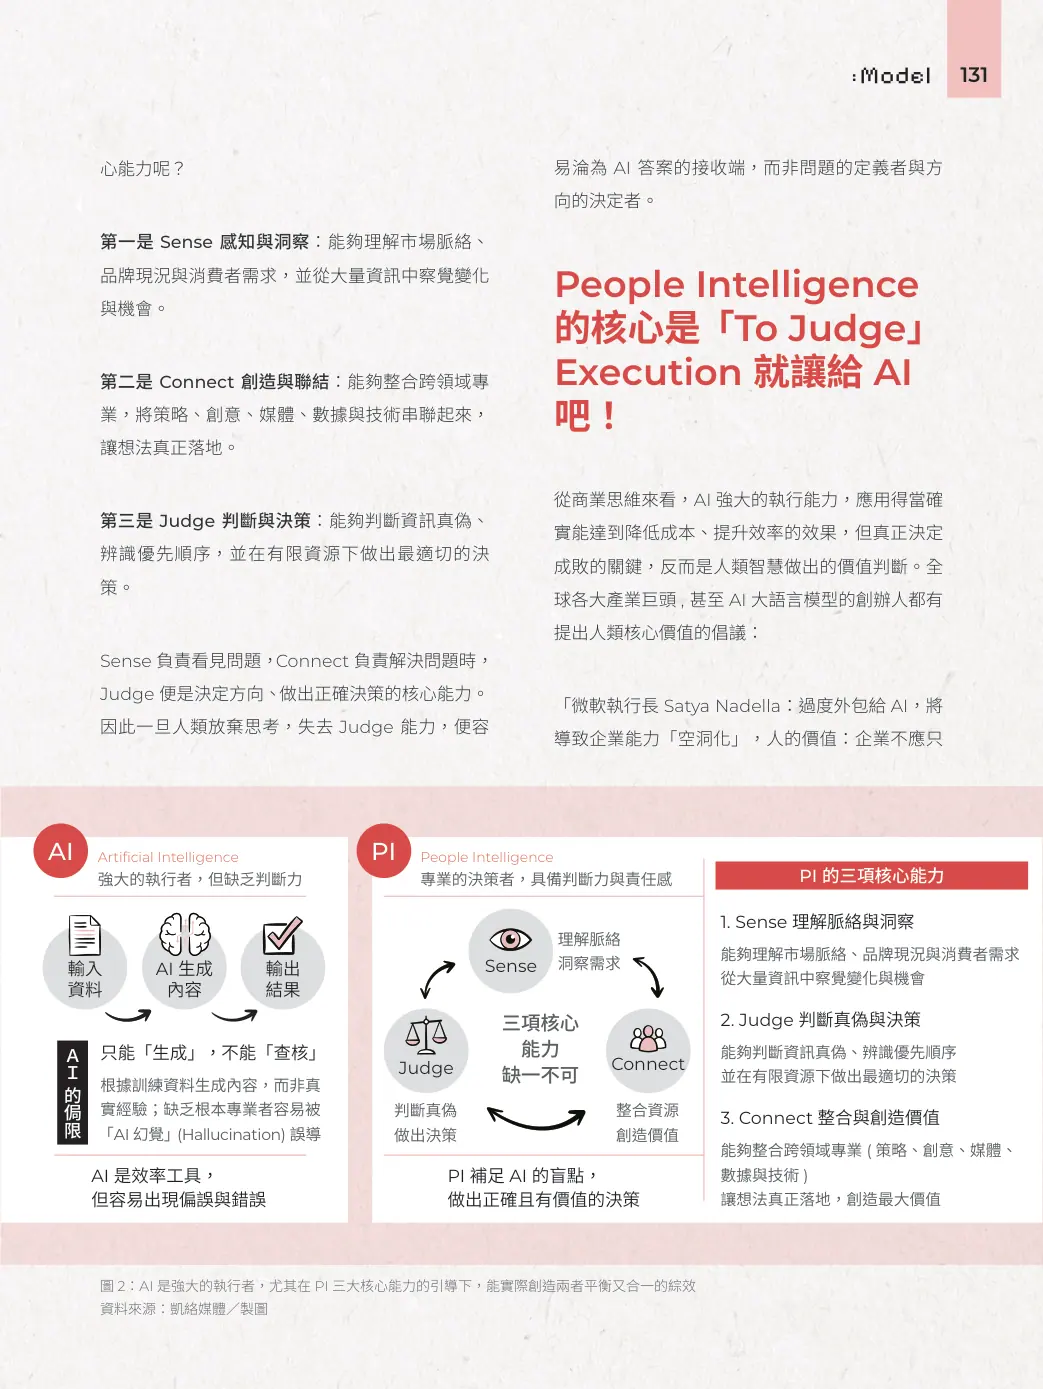 :Model 131
心能力呢？
第一是 Sense 感知與洞察：能夠理解市場脈絡、
品牌現況與消費者需求，並從大量資訊中察覺變化
與機會。
第二是 Connect 創造與聯結：能夠整合跨領域專
業，將策略、創意、媒體、數據與技術串聯起來，
讓想法真正落地。
第三是 Judge 判斷與決策：能夠判斷資訊真偽、
辨識優先順序，並在有限資源下做出最適切的決
策。
Sense 負責看見問題，Connect 負責解決問題時，
Judge 便是決定方向、做出正確決策的核心能力。
因此一旦人類放棄思考，失去 Judge 能力，便容
易淪為 AI 答案的接收端，而非問題的定義者與方
向的決定者。
People Intelligence
的核心是「To Judge」
Execution 就讓給 AI
吧！
從商業思維來看，AI 強大的執行能力，應用得當確
實能達到降低成本、提升效率的效果，但真正決定
成敗的關鍵，反而是人類智慧做出的價值判斷。全
球各大產業巨頭 , 甚至 AI 大語言模型的創辦人都有
提出人類核心價值的倡議：
「微軟執行長 Satya Nadella：過度外包給 AI，將
導致企業能力「空洞化」，人的價值：企業不應只
AI
Artificial Intelligence
強大的執行者，但缺乏判斷力
輸入
資料
AI 生成
內容
輸出
結果
AI 的侷限
只能「生成」，不能「查核」
根據訓練資料生成內容，而非真
實經驗；缺乏根本專業者容易被
「AI 幻覺」(Hallucination) 誤導
AI 是效率工具，
但容易出現偏誤與錯誤
PI
People Intelligence
專業的決策者，具備判斷力與責任感
Sense
理解脈絡
洞察需求
Judge
判斷真偽
做出決策
三項核心
能力
缺一不可
Connect
整合資源
創造價值
PI 補足 AI 的盲點，
做出正確且有價值的決策
PI 的三項核心能力
1. Sense 理解脈絡與洞察
能夠理解市場脈絡、品牌現況與消費者需求
從大量資訊中察覺變化與機會
2. Judge 判斷真偽與決策
能夠判斷資訊真偽、辨識優先順序
並在有限資源下做出最適切的決策
3. Connect 整合與創造價值
能夠整合跨領域專業 ( 策略、創意、媒體、
數據與技術 )
讓想法真正落地，創造最大價值
圖 2：AI 是強大的執行者，尤其在 PI 三大核心能力的引導下，能實際創造兩者平衡又合一的綜效
資料來源：凱絡媒體／製圖